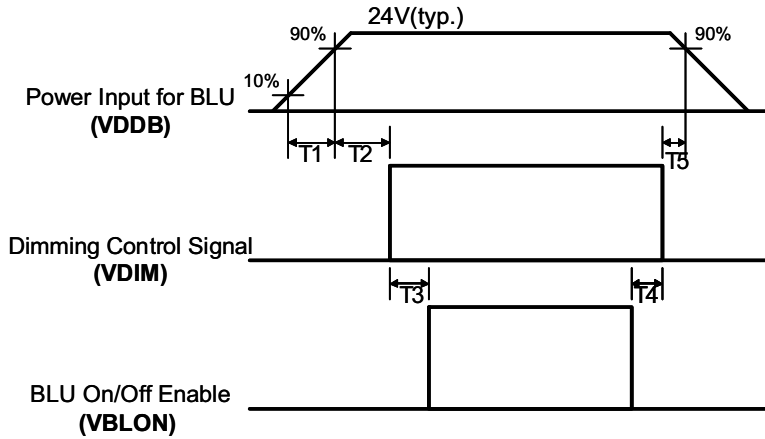 24V(typ.)
90%
90%
10%
Power Input for BLU
(VDDB)
T1
T2
T5
Dimming Control Signal
(VDIM)
T3
T4
BLU On/Off Enable
(VBLON)